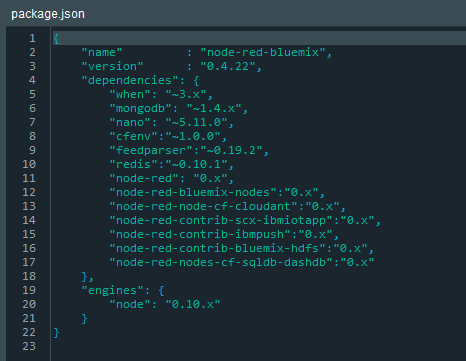 package.json
1 {
2     "name"         : "node-red-bluemix",
3     "version"      : "0.4.22",
4     "dependencies": {
5         "when": "~3.x",
6         "mongodb": "~1.4.x",
7         "nano": "~5.11.0",
8         "cfenv":"~1.0.0",
9         "feedparser":"~0.19.2",
10         "redis":"~0.10.1",
11         "node-red": "0.x",
12         "node-red-bluemix-nodes":"0.x",
13         "node-red-node-cf-cloudant":"0.x",
14         "node-red-contrib-scx-ibmiotapp":"0.x",
15         "node-red-contrib-ibmpush":"0.x",
16         "node-red-contrib-bluemix-hdfs":"0.x",
17         "node-red-nodes-cf-sqldb-dashdb":"0.x"
18     },
19     "engines": {
20         "node": "0.10.x"
21     }
22 }
23